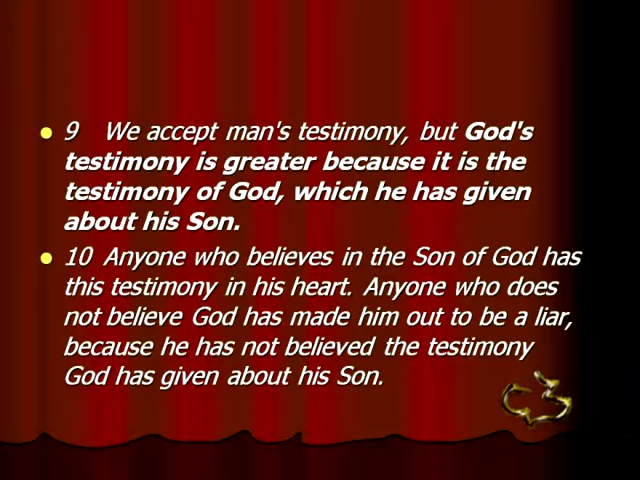 9 We accept man's testimony, but God's
testimony is greater because it is the
testimony of God, which he has given
about his Son.
10 Anyone who believes in the Son of God has
this testimony in his heart. Anyone who does
not believe God has made him out to be a liar,
because he has not believed the testimony
God has given about his Son.